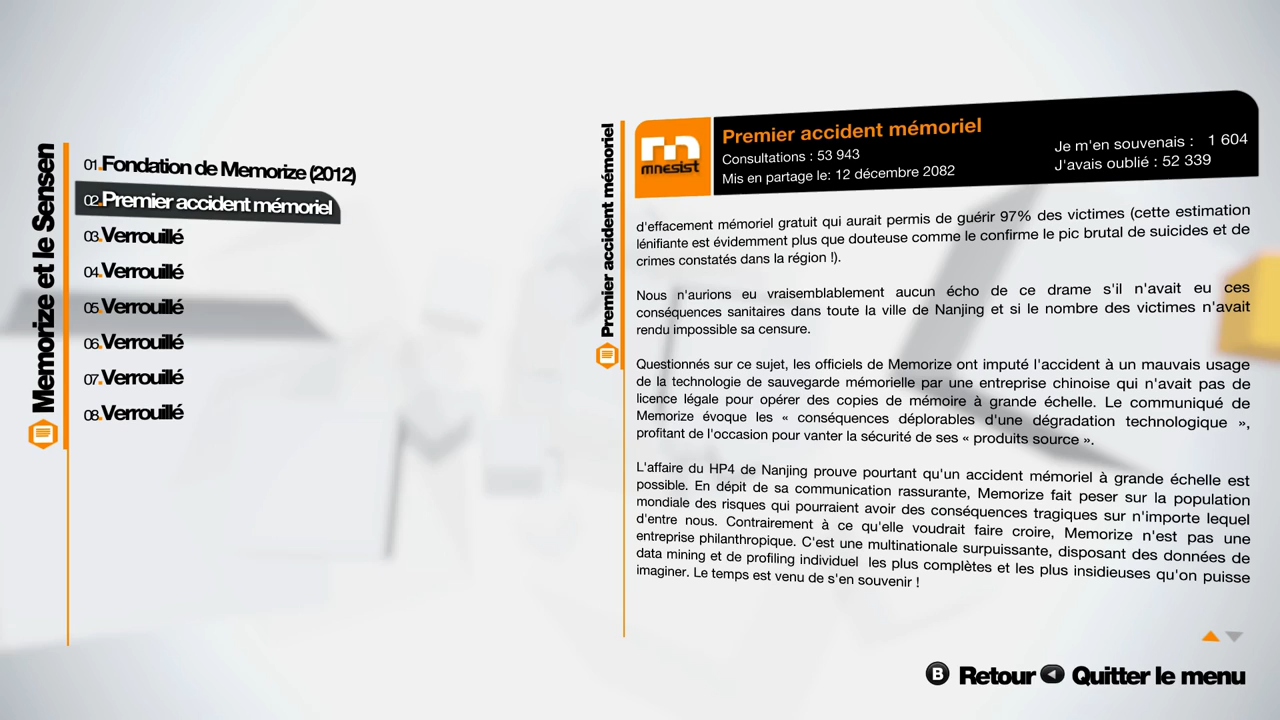 Memorize et le Sensen
01.Fondation de Memorize (2012)
02.Premier accident mémoriel
03.Verrouillé
04.Verrouillé
05.Verrouillé
06.Verrouillé
07.Verrouillé
08.Verrouillé
Premier accident mémoriel
mnesist
Premier accident mémoriel
Consultations : 53 943
Mis en partage le: 12 décembre 2082
Je m'en souvenais : 1 604
J'avais oublié : 52 339
d'effacement mémoriel gratuit qui aurait permis de guérir 97% des victimes (cette estimation
lénifiante est évidemment plus que douteuse comme le confirme le pic brutal de suicides et de
crimes constatés dans la région !).
Nous n'aurions eu vraisemblablement aucun écho de ce drame s'il n'avait eu ces
conséquences sanitaires dans toute la ville de Nanjing et si le nombre des victimes n'avait
rendu impossible sa censure.
Questionnés sur ce sujet, les officiels de Memorize ont imputé l'accident à un mauvais usage
de la technologie de sauvegarde mémorielle par une entreprise chinoise qui n'avait pas de
licence légale pour opérer des copies de mémoire à grande échelle. Le communiqué de
Memorize évoque les « conséquences déplorables d'une dégradation technologique »,
profitant de l'occasion pour vanter la sécurité de ses « produits source ».
L'affaire du HP4 de Nanjing prouve pourtant qu'un accident mémoriel à grande échelle est
possible. En dépit de sa communication rassurante, Memorize fait peser sur la population
mondiale des risques qui pourraient avoir des conséquences tragiques sur n'importe lequel
d'entre nous. Contrairement à ce qu'elle voudrait faire croire, Memorize n'est pas une
entreprise philanthropique. C'est une multinationale surpuissante, disposant des données de
data mining et de profiling individuel les plus complètes et les plus insidieuses qu'on puisse
imaginer. Le temps est venu de s'en souvenir !
B Retour Quitter le menu